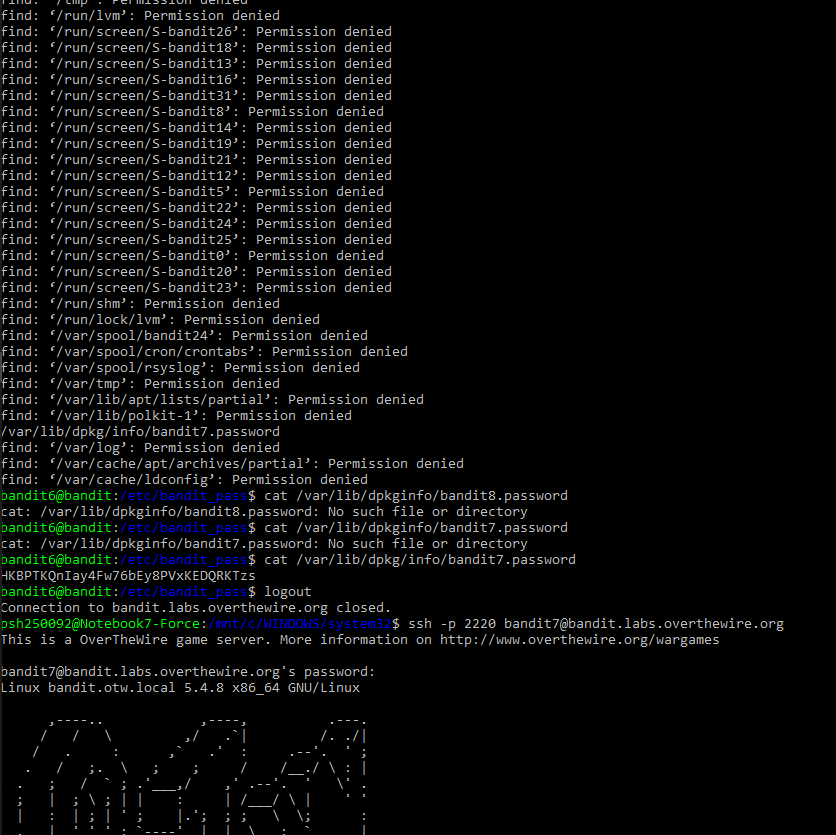 find: ‘/tmp’: Permission denied
find: ‘/run/lvm’: Permission denied
find: ‘/run/screen/S-bandit26’: Permission denied
find: ‘/run/screen/S-bandit18’: Permission denied
find: ‘/run/screen/S-bandit13’: Permission denied
find: ‘/run/screen/S-bandit16’: Permission denied
find: ‘/run/screen/S-bandit31’: Permission denied
find: ‘/run/screen/S-bandit8’: Permission denied
find: ‘/run/screen/S-bandit14’: Permission denied
find: ‘/run/screen/S-bandit19’: Permission denied
find: ‘/run/screen/S-bandit21’: Permission denied
find: ‘/run/screen/S-bandit12’: Permission denied
find: ‘/run/screen/S-bandit5’: Permission denied
find: ‘/run/screen/S-bandit22’: Permission denied
find: ‘/run/screen/S-bandit24’: Permission denied
find: ‘/run/screen/S-bandit25’: Permission denied
find: ‘/run/screen/S-bandit0’: Permission denied
find: ‘/run/screen/S-bandit20’: Permission denied
find: ‘/run/screen/S-bandit23’: Permission denied
find: ‘/run/shm’: Permission denied
find: ‘/run/lock/lvm’: Permission denied
find: ‘/var/spool/bandit24’: Permission denied
find: ‘/var/spool/cron/crontabs’: Permission denied
find: ‘/var/spool/rsyslog’: Permission denied
find: ‘/var/tmp’: Permission denied
find: ‘/var/lib/apt/lists/partial’: Permission denied
find: ‘/var/lib/polkit-1’: Permission denied
/var/lib/dpkg/info/bandit7.password
find: ‘/var/log’: Permission denied
find: ‘/var/cache/apt/archives/partial’: Permission denied
find: ‘/var/cache/ldconfig’: Permission denied
bandit6@bandit:/etc/bandit_pass$ cat /var/lib/dpkginfo/bandit8.password
cat: /var/lib/dpkginfo/bandit8.password: No such file or directory
bandit6@bandit:/etc/bandit_pass$ cat /var/lib/dpkginfo/bandit7.password
cat: /var/lib/dpkginfo/bandit7.password: No such file or directory
bandit6@bandit:/etc/bandit_pass$ cat /var/lib/dpkg/info/bandit7.password
HKBPTKQnIay4Fw76bEy8PVxKEDQRKTzs
bandit6@bandit:/etc/bandit_pass$ logout
Connection to bandit.labs.overthewire.org closed.
psh250092@Notebook7-Force:/mnt/c/WINDOWS/system32$ ssh -p 2220 bandit7@bandit.labs.overthewire.org
This is a OverTheWire game server. More information on http://www.overthewire.org/wargames
bandit7@bandit.labs.overthewire.org's password:
Linux bandit.otw.local 5.4.8 x86_64 GNU/Linux